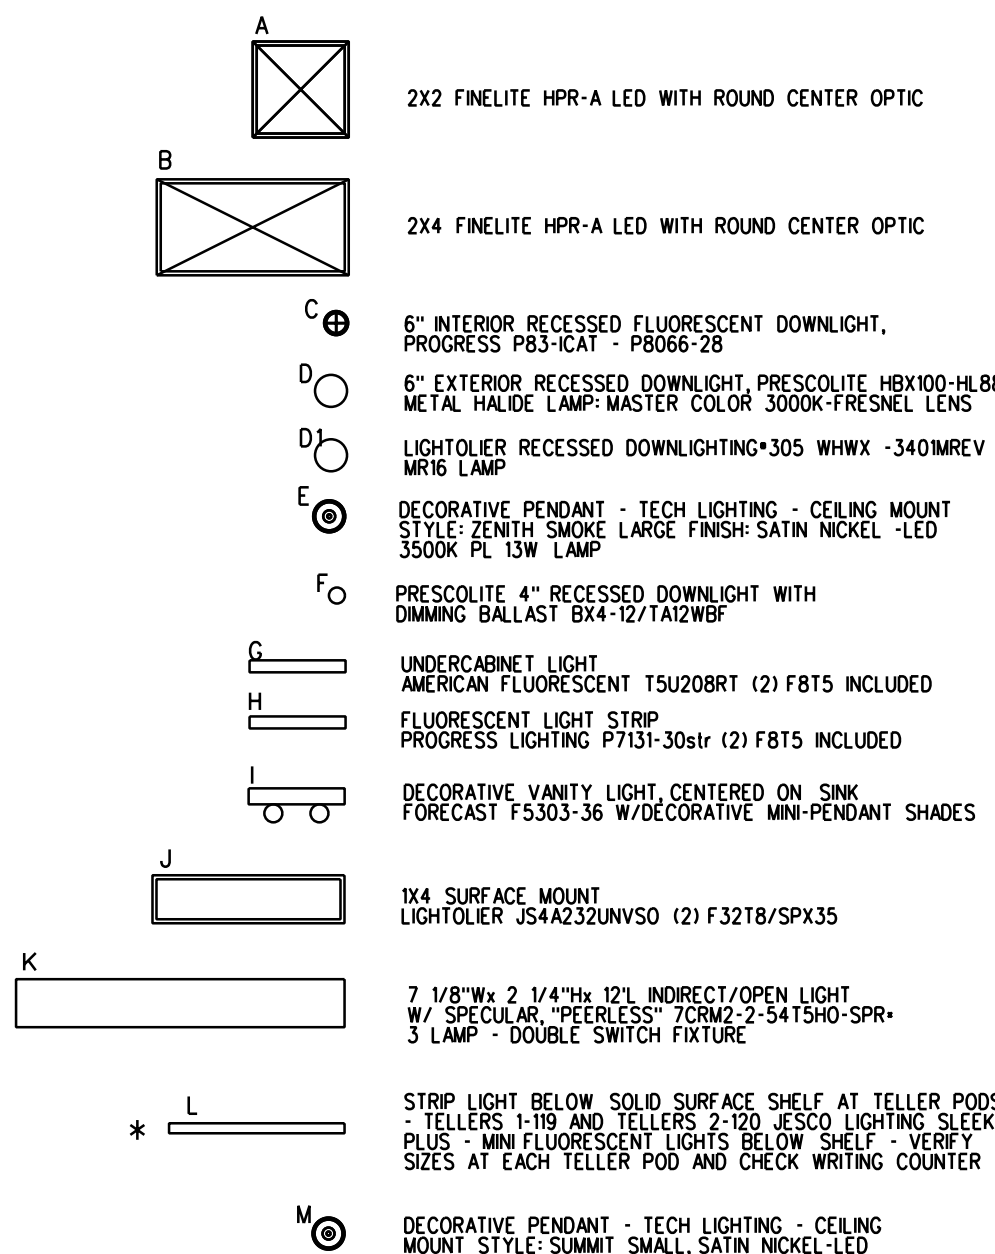 A
2X2 FINELITE HPR-A LED WITH ROUND CENTER OPTIC
B
2X4 FINELITE HPR-A LED WITH ROUND CENTER OPTIC
C
6" INTERIOR RECESSED FLUORESCENT DOWNLIGHT,
PROGRESS P83-ICAT - P8066-28
D
6" EXTERIOR RECESSED DOWNLIGHT, PRESCOLITE
METAL HALIDE LAMP: MASTER COLOR 3000K-FRESNEL LENS
D1
LIGHTOLIER RECESSED DOWNLIGHTING 305 WHWX -3401MREV
MR16 LAMP
E
DECORATIVE PENDANT - TECH LIGHTING - CEILING MOUNT
STYLE: ZENITH SMOKE LARGE FINISH: SATIN NICKEL -LED
3500K PL 13W LAMP
F
PRESCOLITE 4" RECESSED DOWNLIGHT WITH
DIMMING BALLAST BX4-12/TA12WBF
G
UNDERCABINET LIGHT
AMERICAN FLUORESCENT T5U208RT (2) F8T5 INCLUDED
H
FLUORESCENT LIGHT STRIP
PROGRESS LIGHTING P7131-30str (2) F8T5 INCLUDED
I
DECORATIVE VANITY LIGHT, CENTERED ON SINK
FORECAST F5303-36 W/DECORATIVE MINI-PENDANT SHADES
J
1X4 SURFACE MOUNT
LIGHTOLIER JS4A232UNVSO (2) F32T8/SPX35
K
7 1/8"Wx 2 1/4"Hx 12'L INDIRECT/OPEN LIGHT
W/ SPECULAR, "PEERLESS" 7CRM2-2-54T5HO-SPR*
3 LAMP - DOUBLE SWITCH FIXTURE
* L
STRIP LIGHT BELOW SOLID SURFACE SHELF AT TELLER PODS
- TELLERS 1-119 AND TELLERS 2-120 JESCO LIGHTING SLEEK
PLUS - MINI FLUORESCENT LIGHTS BELOW SHELF - VERIFY
SIZES AT EACH TELLER POD AND CHECK WRITING COUNTER
M
DECORATIVE PENDANT - TECH LIGHTING - CEILING
MOUNT STYLE: SUMMIT SMALL, SATIN NICKEL-LED